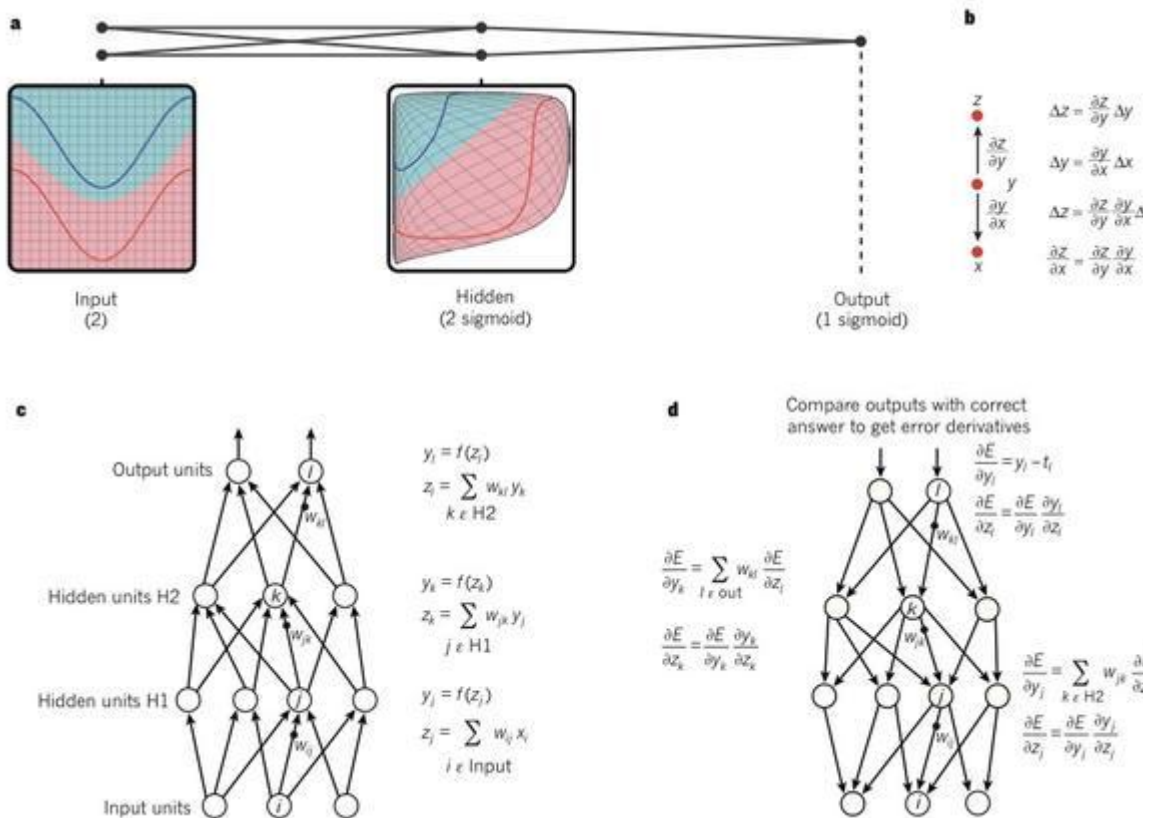 a
Input
(2)
Hidden
(2 sigmoid)
Output
(1 sigmoid)
b
z
∂z/∂y
y
∂y/∂x
x
Δz = ∂z/∂y Δy
Δy = ∂y/∂x Δx
Δz = ∂z/∂y ∂y/∂x Δ
∂z/∂x = ∂z/∂y ∂y/∂x
c
Output units
l
w_kl
y_l = f(z_l)
z_l = ∑ w_kl y_k
k ε H2
Hidden units H2
k
w_jk
y_k = f(z_k)
z_k = ∑ w_jk y_j
j ε H1
Hidden units H1
j
w_ij
y_j = f(z_j)
z_j = ∑ w_ij x_i
i ε Input
Input units
i
d
Compare outputs with correct
answer to get error derivatives
∂E/∂y_l = y_l − t_l
∂E/∂z_l = ∂E/∂y_l ∂y_l/∂z_l
l
w_kl
∂E/∂y_k = ∑ w_kl ∂E/∂z_l
l ε out
∂E/∂z_k = ∂E/∂y_k ∂y_k/∂z_k
k
w_jk
∂E/∂y_j = ∑ w_jk
k ε H2
∂E/∂z_j = ∂E/∂y_j ∂y_j/∂z_j
j
w_ij
i